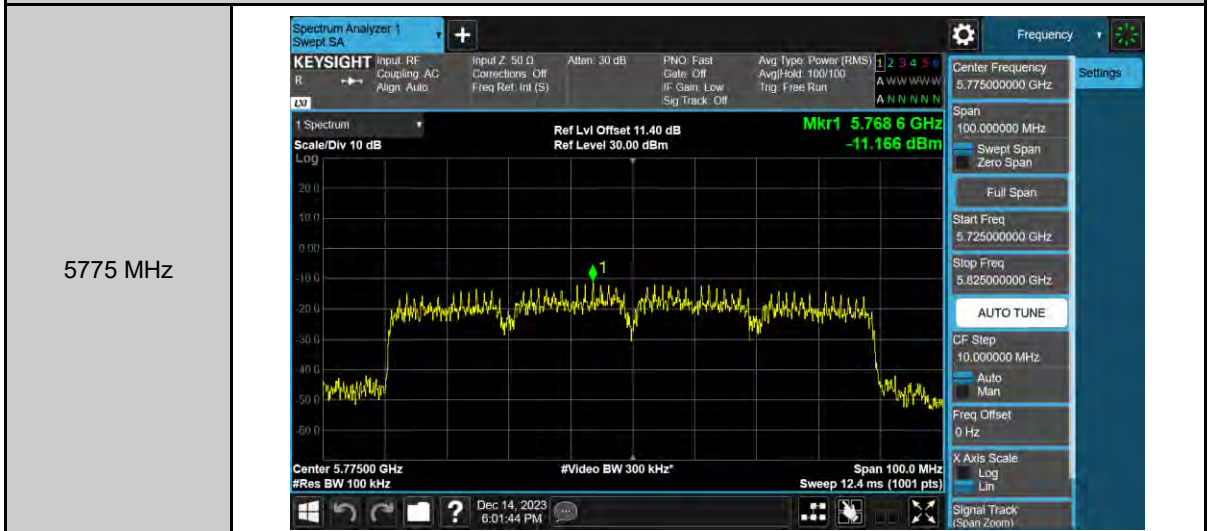 5775 MHz
Spectrum Analyzer 1
Swept SA
Frequency
KEYSIGHT
R
LXI
Input: RF
Coupling: AC
Align: Auto
Input Z: 50 Ω
Corrections: Off
Freq Ref: Int (S)
Atten: 30 dB
PNO: Fast
Gate: Off
IF Gain: Low
Sig Track: Off
Avg Type: Power (RMS)
Avg|Hold: 100/100
Trig: Free Run
1 2 3 4 5 6
A W W W W W
A N N N N N
1 Spectrum
Scale/Div 10 dB
Log
Ref Lvl Offset 11.40 dB
Ref Level 30.00 dBm
Mkr1 5.768 6 GHz
-11.166 dBm
20.0
10.0
0.00
-10.0
-20.0
-30.0
-40.0
-50.0
-60.0
1
Center 5.77500 GHz
#Res BW 100 kHz
#Video BW 300 kHz*
Span 100.0 MHz
Sweep 12.4 ms (1001 pts)
Dec 14, 2023
6:01:44 PM
Center Frequency
5.775000000 GHz
Settings
Span
100.000000 MHz
Swept Span
Zero Span
Full Span
Start Freq
5.725000000 GHz
Stop Freq
5.825000000 GHz
AUTO TUNE
CF Step
10.000000 MHz
Auto
Man
Freq Offset
0 Hz
X Axis Scale
Log
Lin
Signal Track
(Span Zoom)